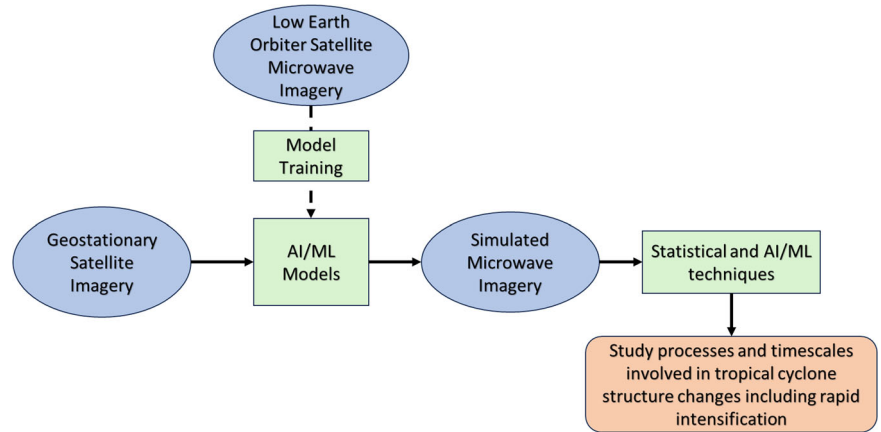 Low Earth
Orbiter Satellite
Microwave
Imagery
Model
Training
Geostationary
Satellite
Imagery
AI/ML
Models
Simulated
Microwave
Imagery
Statistical and AI/ML
techniques
Study processes and timescales
involved in tropical cyclone
structure changes including rapid
intensification